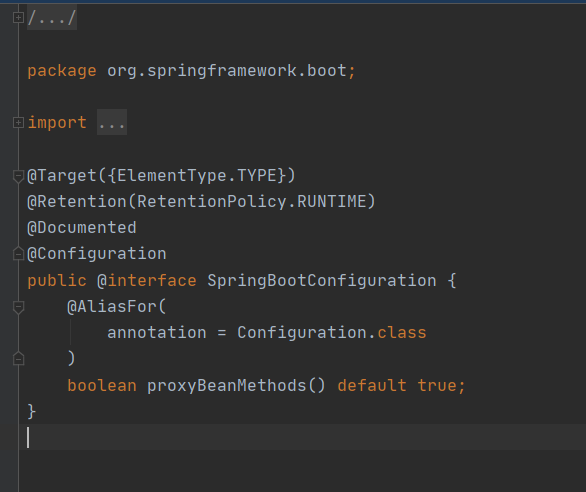 /.../
package org.springframework.boot;
import ...
@Target({ElementType.TYPE})
@Retention(RetentionPolicy.RUNTIME)
@Documented
@Configuration
public @interface SpringBootConfiguration {
    @AliasFor(
        annotation = Configuration.class
    )
    boolean proxyBeanMethods() default true;
}